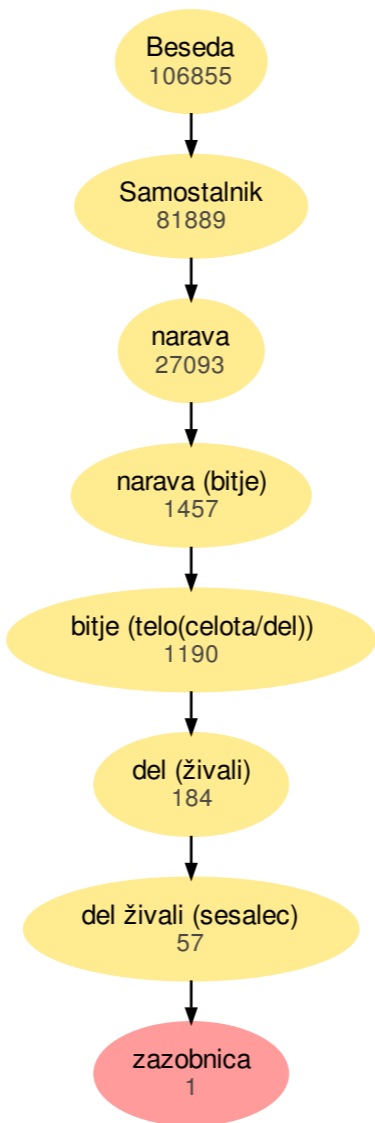 Beseda
106855
Samostalnik
81889
narava
27093
narava (bitje)
1457
bitje (telo(celota/del))
1190
del (živali)
184
del živali (sesalec)
57
zazobnica
1